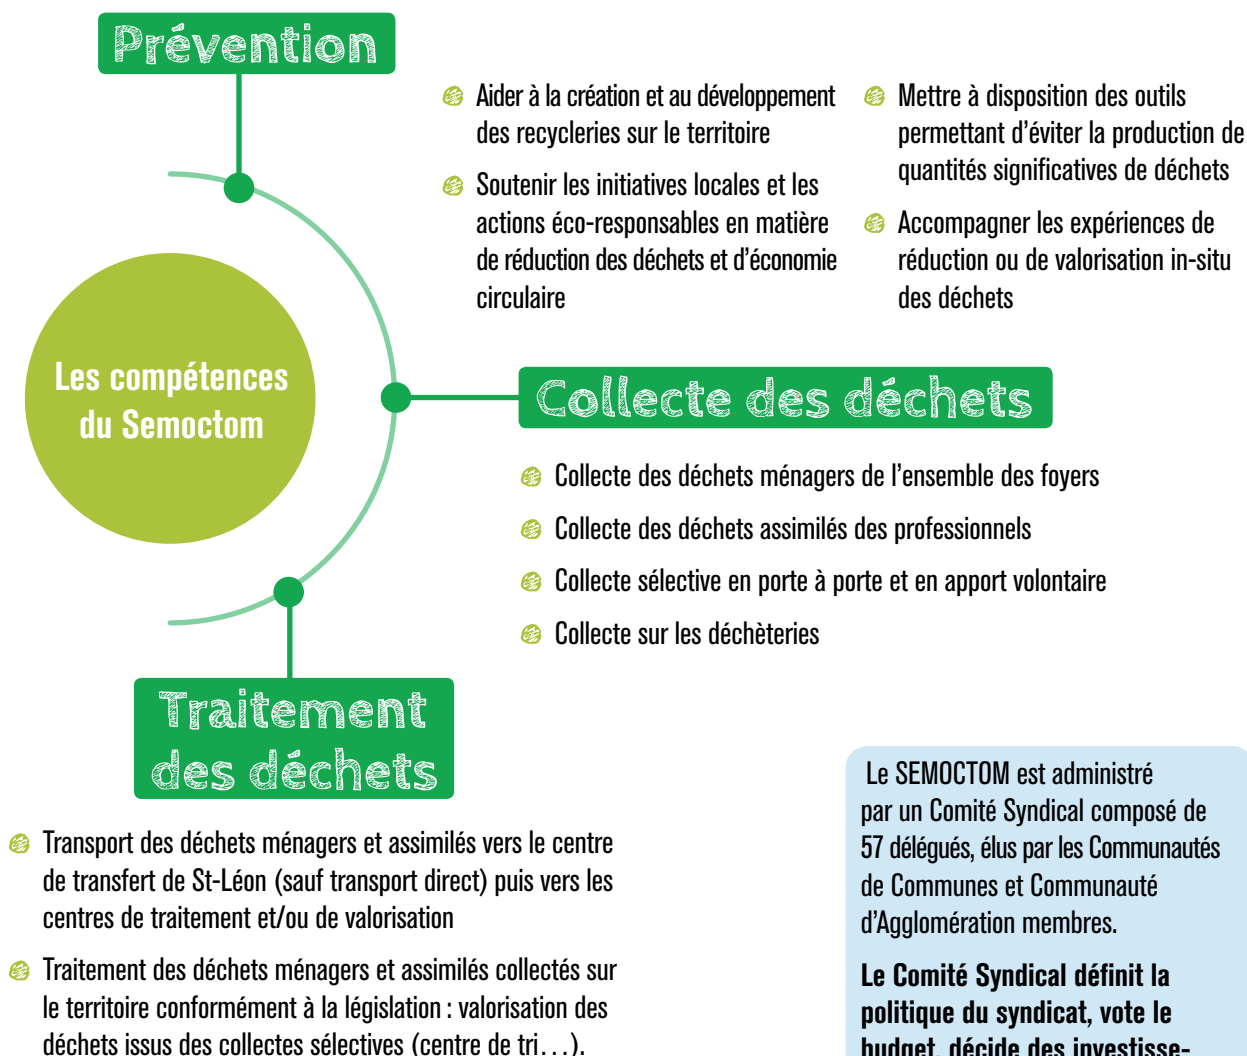 Prévention
Aider à la création et au développement
des recycleries sur le territoire
Soutenir les initiatives locales et les
actions éco-responsables en matière
de réduction des déchets et d'économie
circulaire
Mettre à disposition des outils
permettant d'éviter la production de
quantités significatives de déchets
Accompagner les expériences de
réduction ou de valorisation in-situ
des déchets
Les compétences
du Semoctom
Collecte des déchets
Collecte des déchets ménagers de l'ensemble des foyers
Collecte des déchets assimilés des professionnels
Collecte sélective en porte à porte et en apport volontaire
Collecte sur les déchèteries
Traitement
des déchets
Transport des déchets ménagers et assimilés vers le centre
de transfert de St-Léon (sauf transport direct) puis vers les
centres de traitement et/ou de valorisation
Traitement des déchets ménagers et assimilés collectés sur
le territoire conformément à la législation : valorisation des
déchets issus des collectes sélectives (centre de tri...).
Le SEMOCTOM est administré
par un Comité Syndical composé de
57 délégués, élus par les Communautés
de Communes et Communauté
d'Agglomération membres.
Le Comité Syndical définit la
politique du syndicat, vote le
budget, décide des investisse-